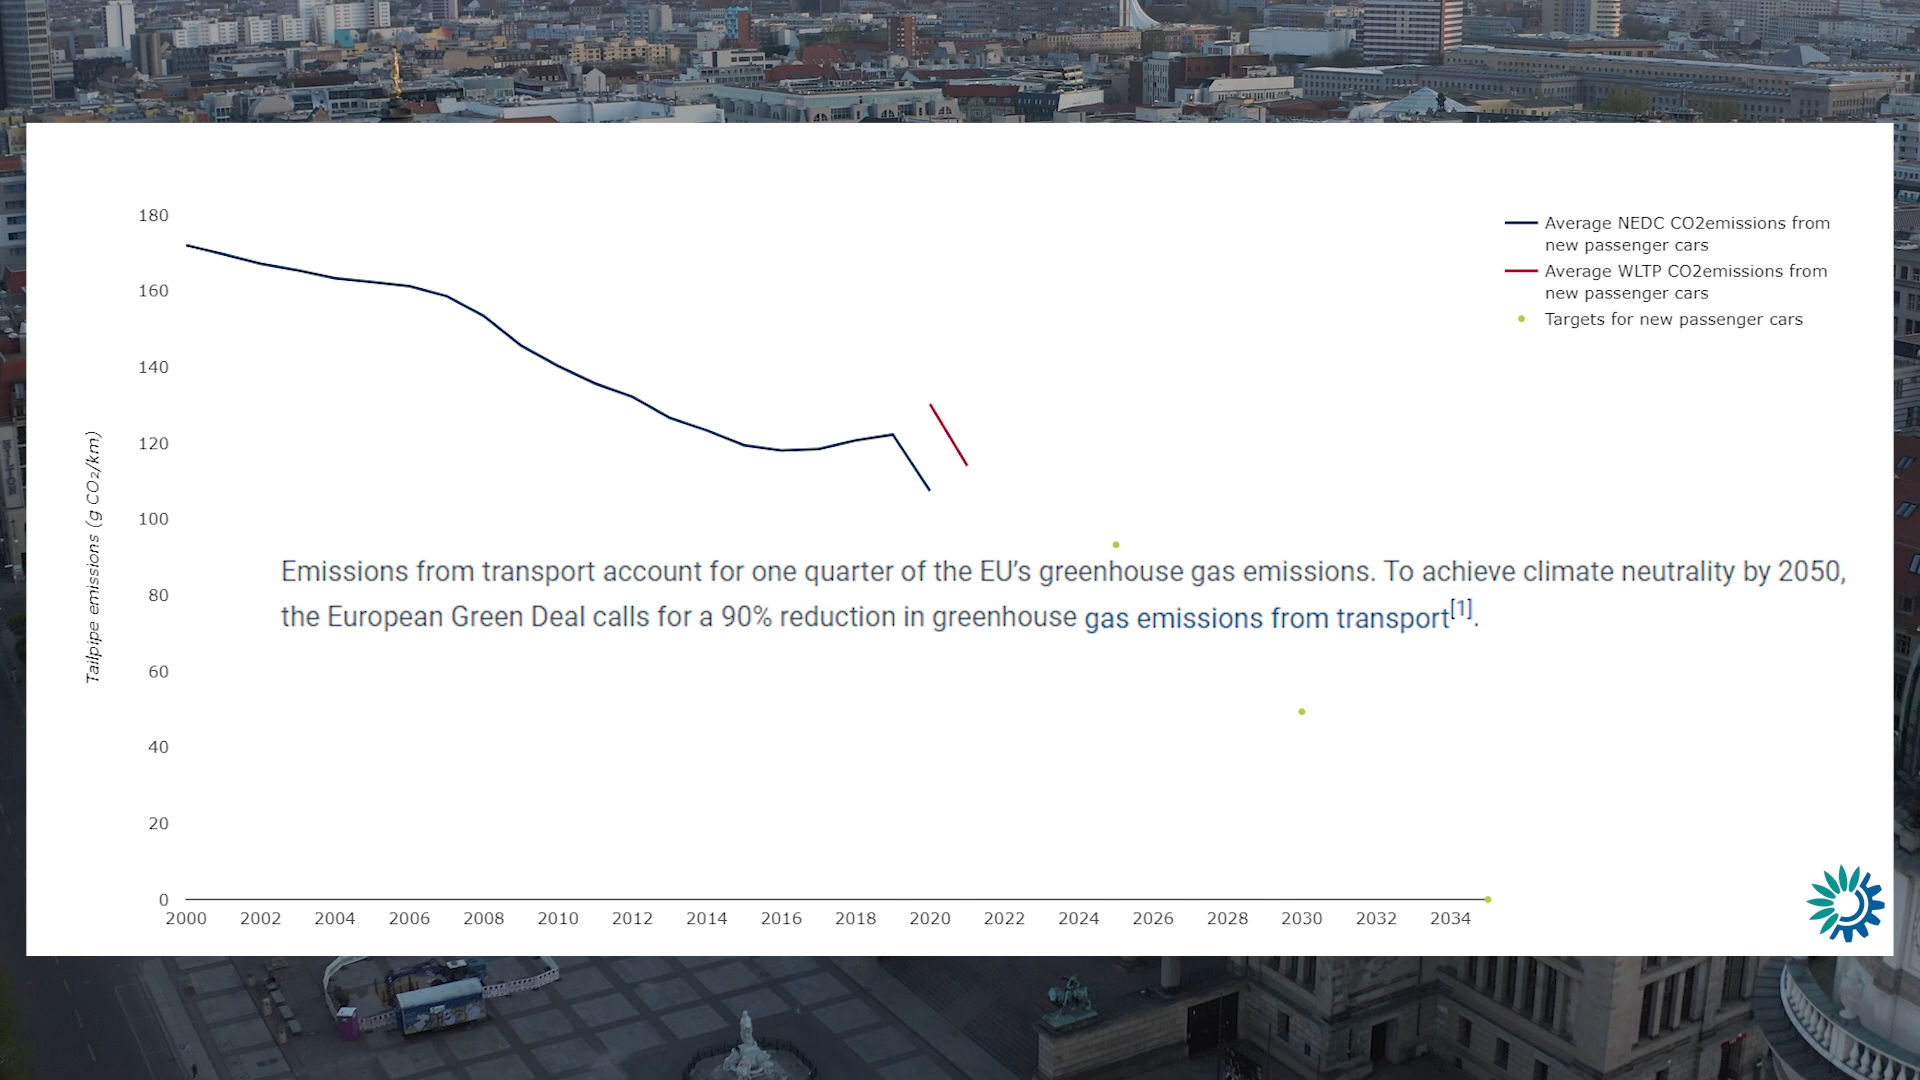 180
160
140
120
100
80
60
40
20
0
Tailpipe emissions (g CO₂/km)
Average NEDC CO2emissions from
new passenger cars
Average WLTP CO2emissions from
new passenger cars
Targets for new passenger cars
Emissions from transport account for one quarter of the EU’s greenhouse gas emissions. To achieve climate neutrality by 2050,
the European Green Deal calls for a 90% reduction in greenhouse gas emissions from transport[1].
2000 2002 2004 2006 2008 2010 2012 2014 2016 2018 2020 2022 2024 2026 2028 2030 2032 2034